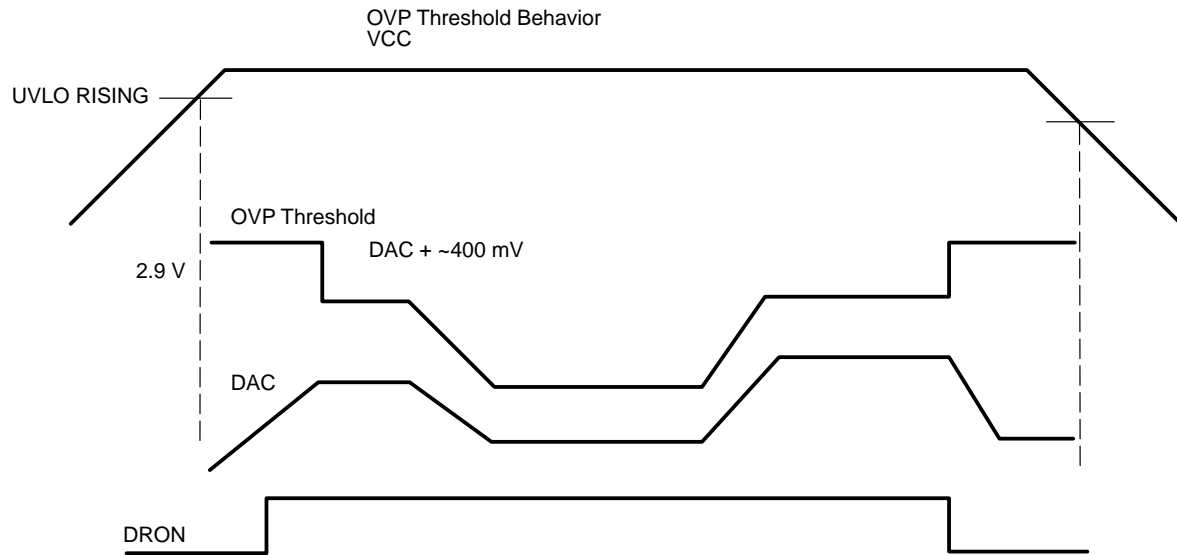 OVP Threshold Behavior
VCC
UVLO RISING
OVP Threshold
DAC + ~400 mV
2.9 V
DAC
DRON